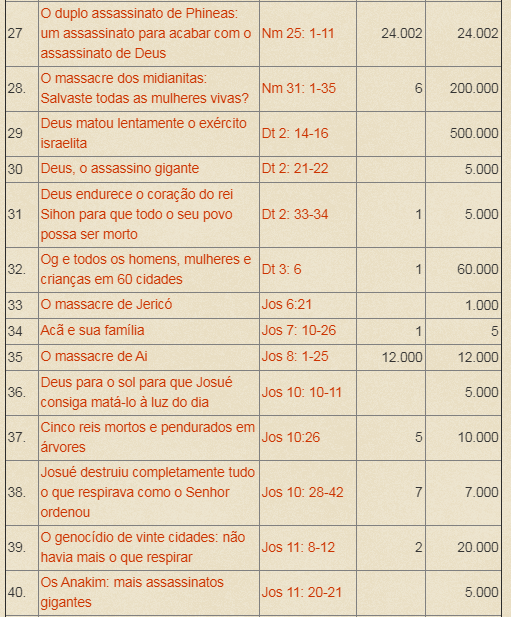 27 O duplo assassinato de Phineas: um assassinato para acabar com o assassinato de Deus Nm 25: 1-11 24.002 24.002
28. O massacre dos midianitas: Salvaste todas as mulheres vivas? Nm 31: 1-35 6 200.000
29 Deus matou lentamente o exército israelita Dt 2: 14-16 500.000
30 Deus, o assassino gigante Dt 2: 21-22 5.000
31 Deus endurece o coração do rei Sihon para que todo o seu povo possa ser morto Dt 2: 33-34 1 5.000
32. Og e todos os homens, mulheres e crianças em 60 cidades Dt 3: 6 1 60.000
33 O massacre de Jericó Jos 6:21 1.000
34 Acã e sua família Jos 7: 10-26 1 5
35 O massacre de Ai Jos 8: 1-25 12.000 12.000
36. Deus para o sol para que Josué consiga matá-lo à luz do dia Jos 10: 10-11 5.000
37. Cinco reis mortos e pendurados em árvores Jos 10:26 5 10.000
38. Josué destruiu completamente tudo o que respirava como o Senhor ordenou Jos 10: 28-42 7 7.000
39. O genocídio de vinte cidades: não havia mais o que respirar Jos 11: 8-12 2 20.000
40. Os Anakim: mais assassinatos gigantes Jos 11: 20-21 5.000